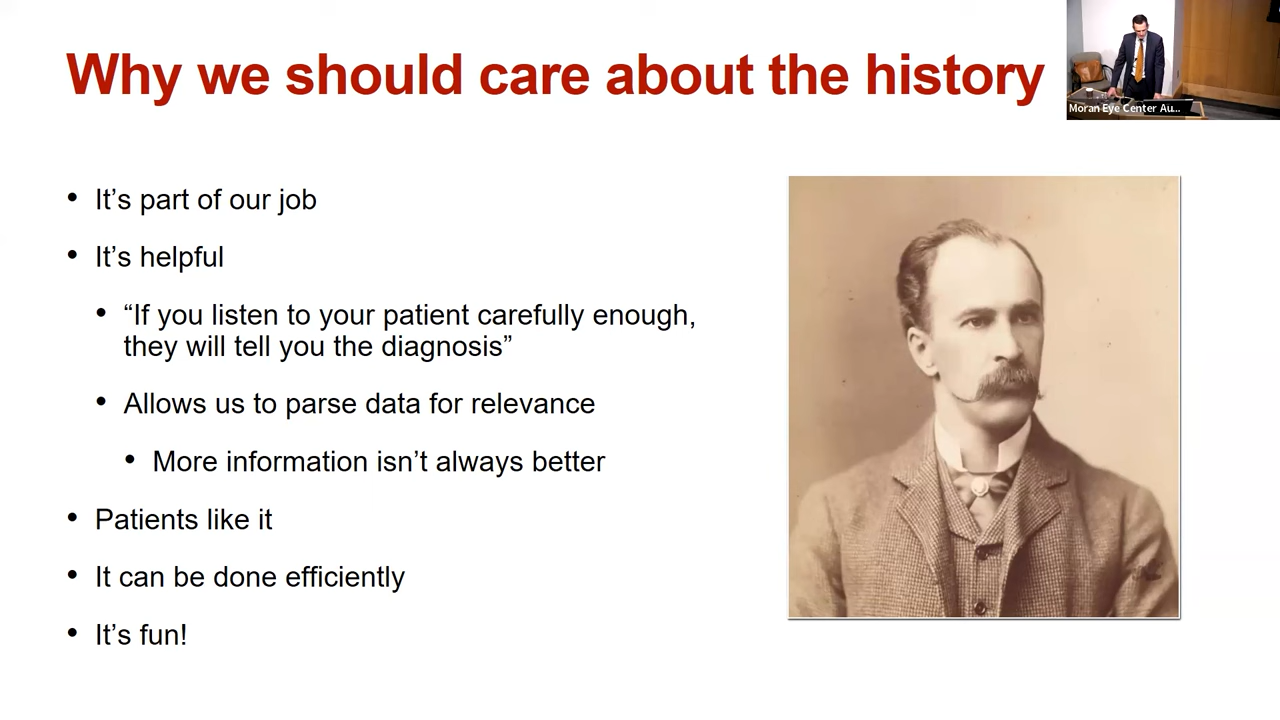 Why we should care about the history
Moran Eye Center Au...
• It’s part of our job
• It’s helpful
• “If you listen to your patient carefully enough,
they will tell you the diagnosis”
• Allows us to parse data for relevance
• More information isn’t always better
• Patients like it
• It can be done efficiently
• It’s fun!